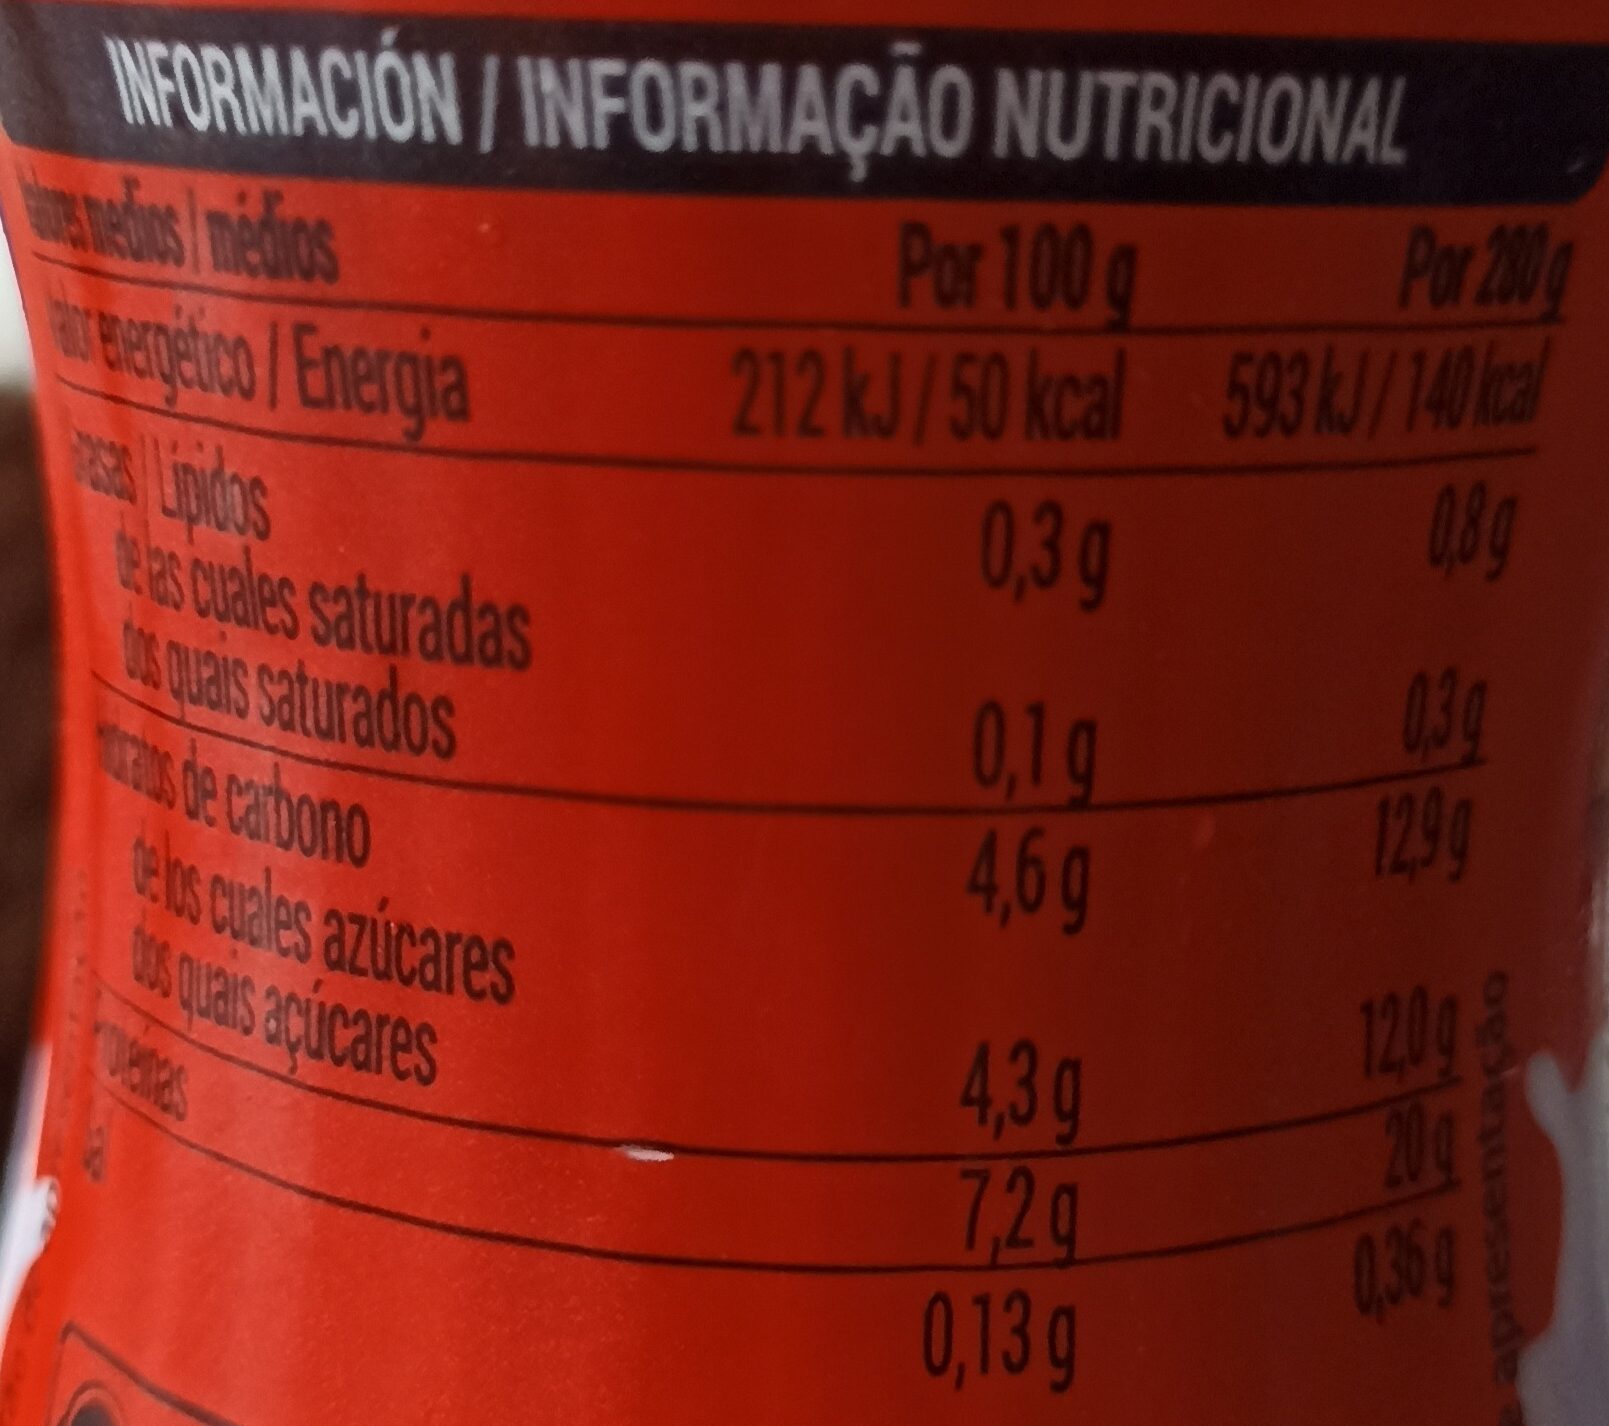 INFORMACIÓN / INFORMAÇÃO NUTRICIONAL
medios / médios Por 100 g Por 280 g
energético / Energia 212 kJ / 50 kcal 593 kJ / 140 kcal
Lípidos 0,3 g 0,8 g
de las cuales saturadas
dos quais saturados 0,1 g 0,3 g
de carbono 4,6 g 12,9 g
de los cuales azúcares
dos quais açúcares 4,3 g 12,0 g
7,2 g 20 g
0,13 g 0,36 g
apresentação